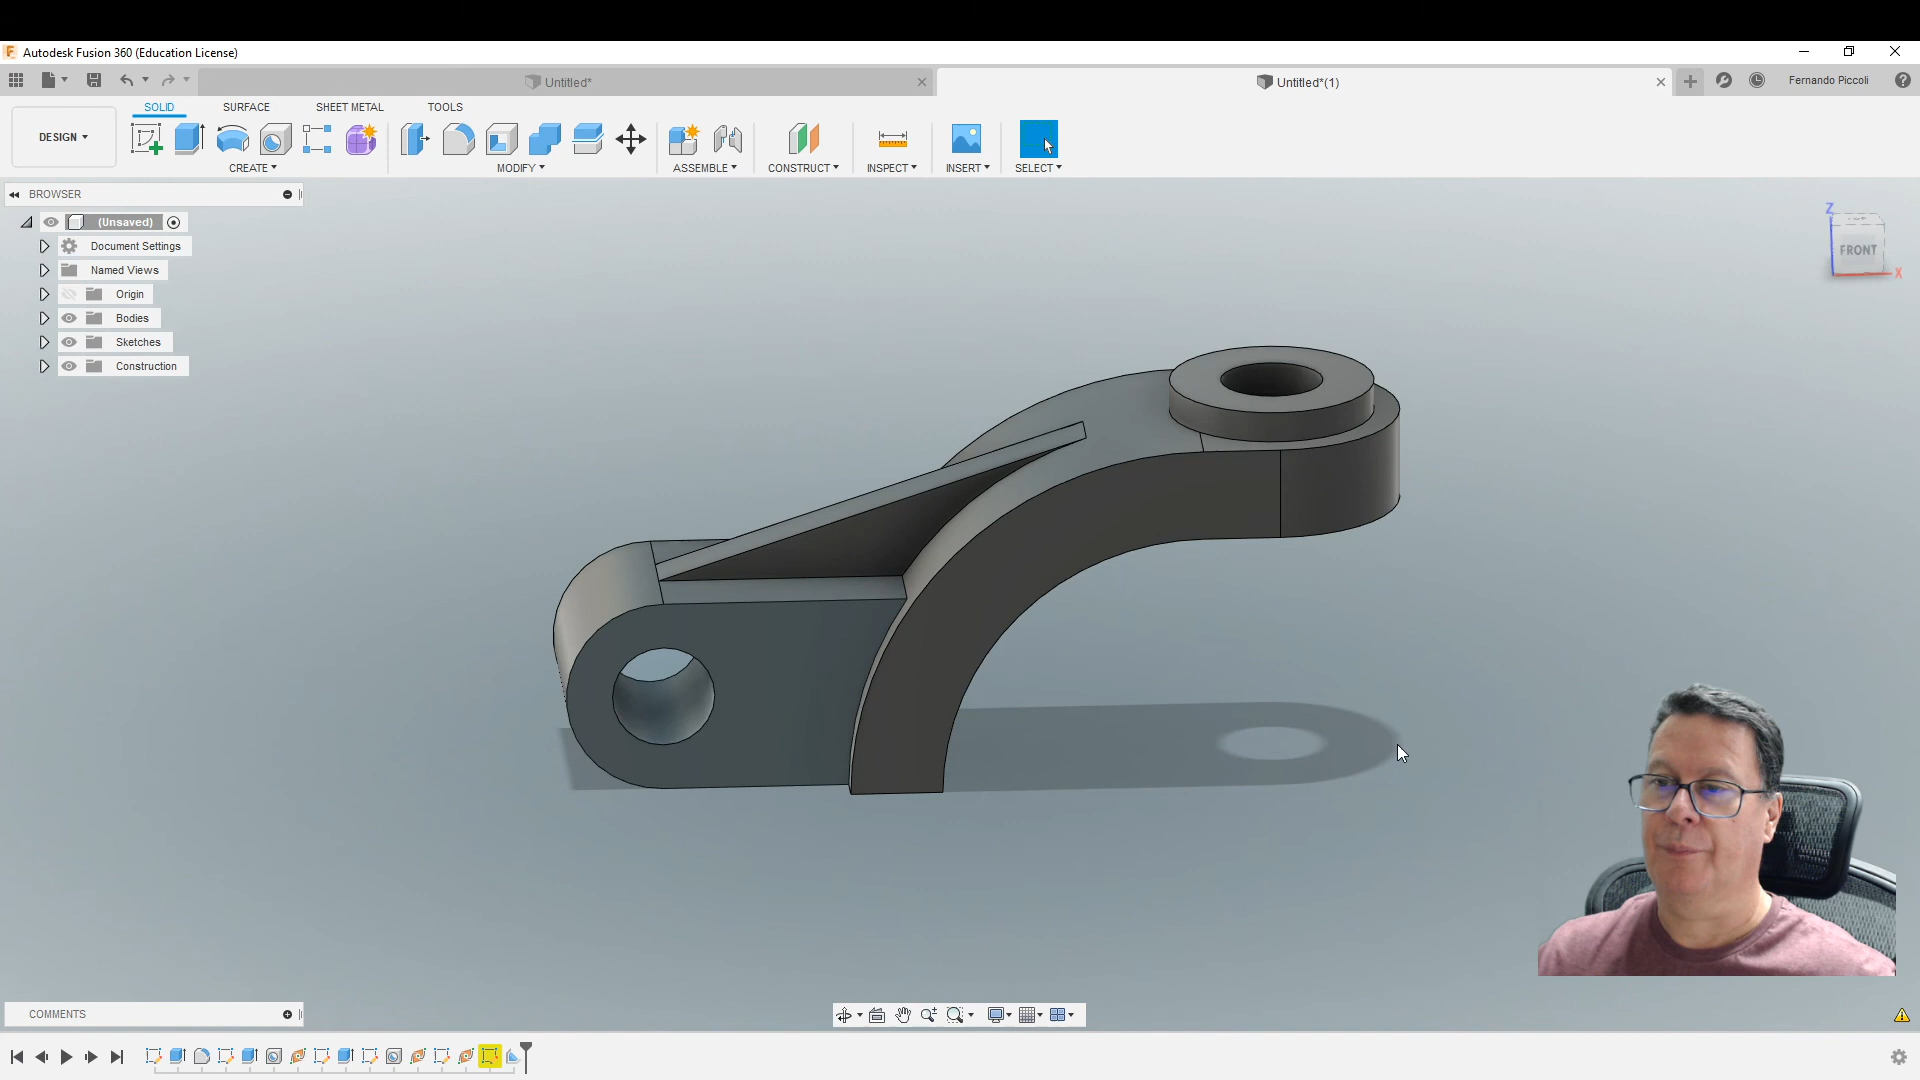 Autodesk Fusion 360 (Education License)
Untitled*
Untitled*(1)
Fernando Piccoli
SOLID
SURFACE
SHEET METAL
TOOLS
DESIGN
CREATE
MODIFY
ASSEMBLE
CONSTRUCT
INSPECT
INSERT
SELECT
BROWSER
(Unsaved)
Document Settings
Named Views
Origin
Bodies
Sketches
Construction
Z
FRONT
X
COMMENTS